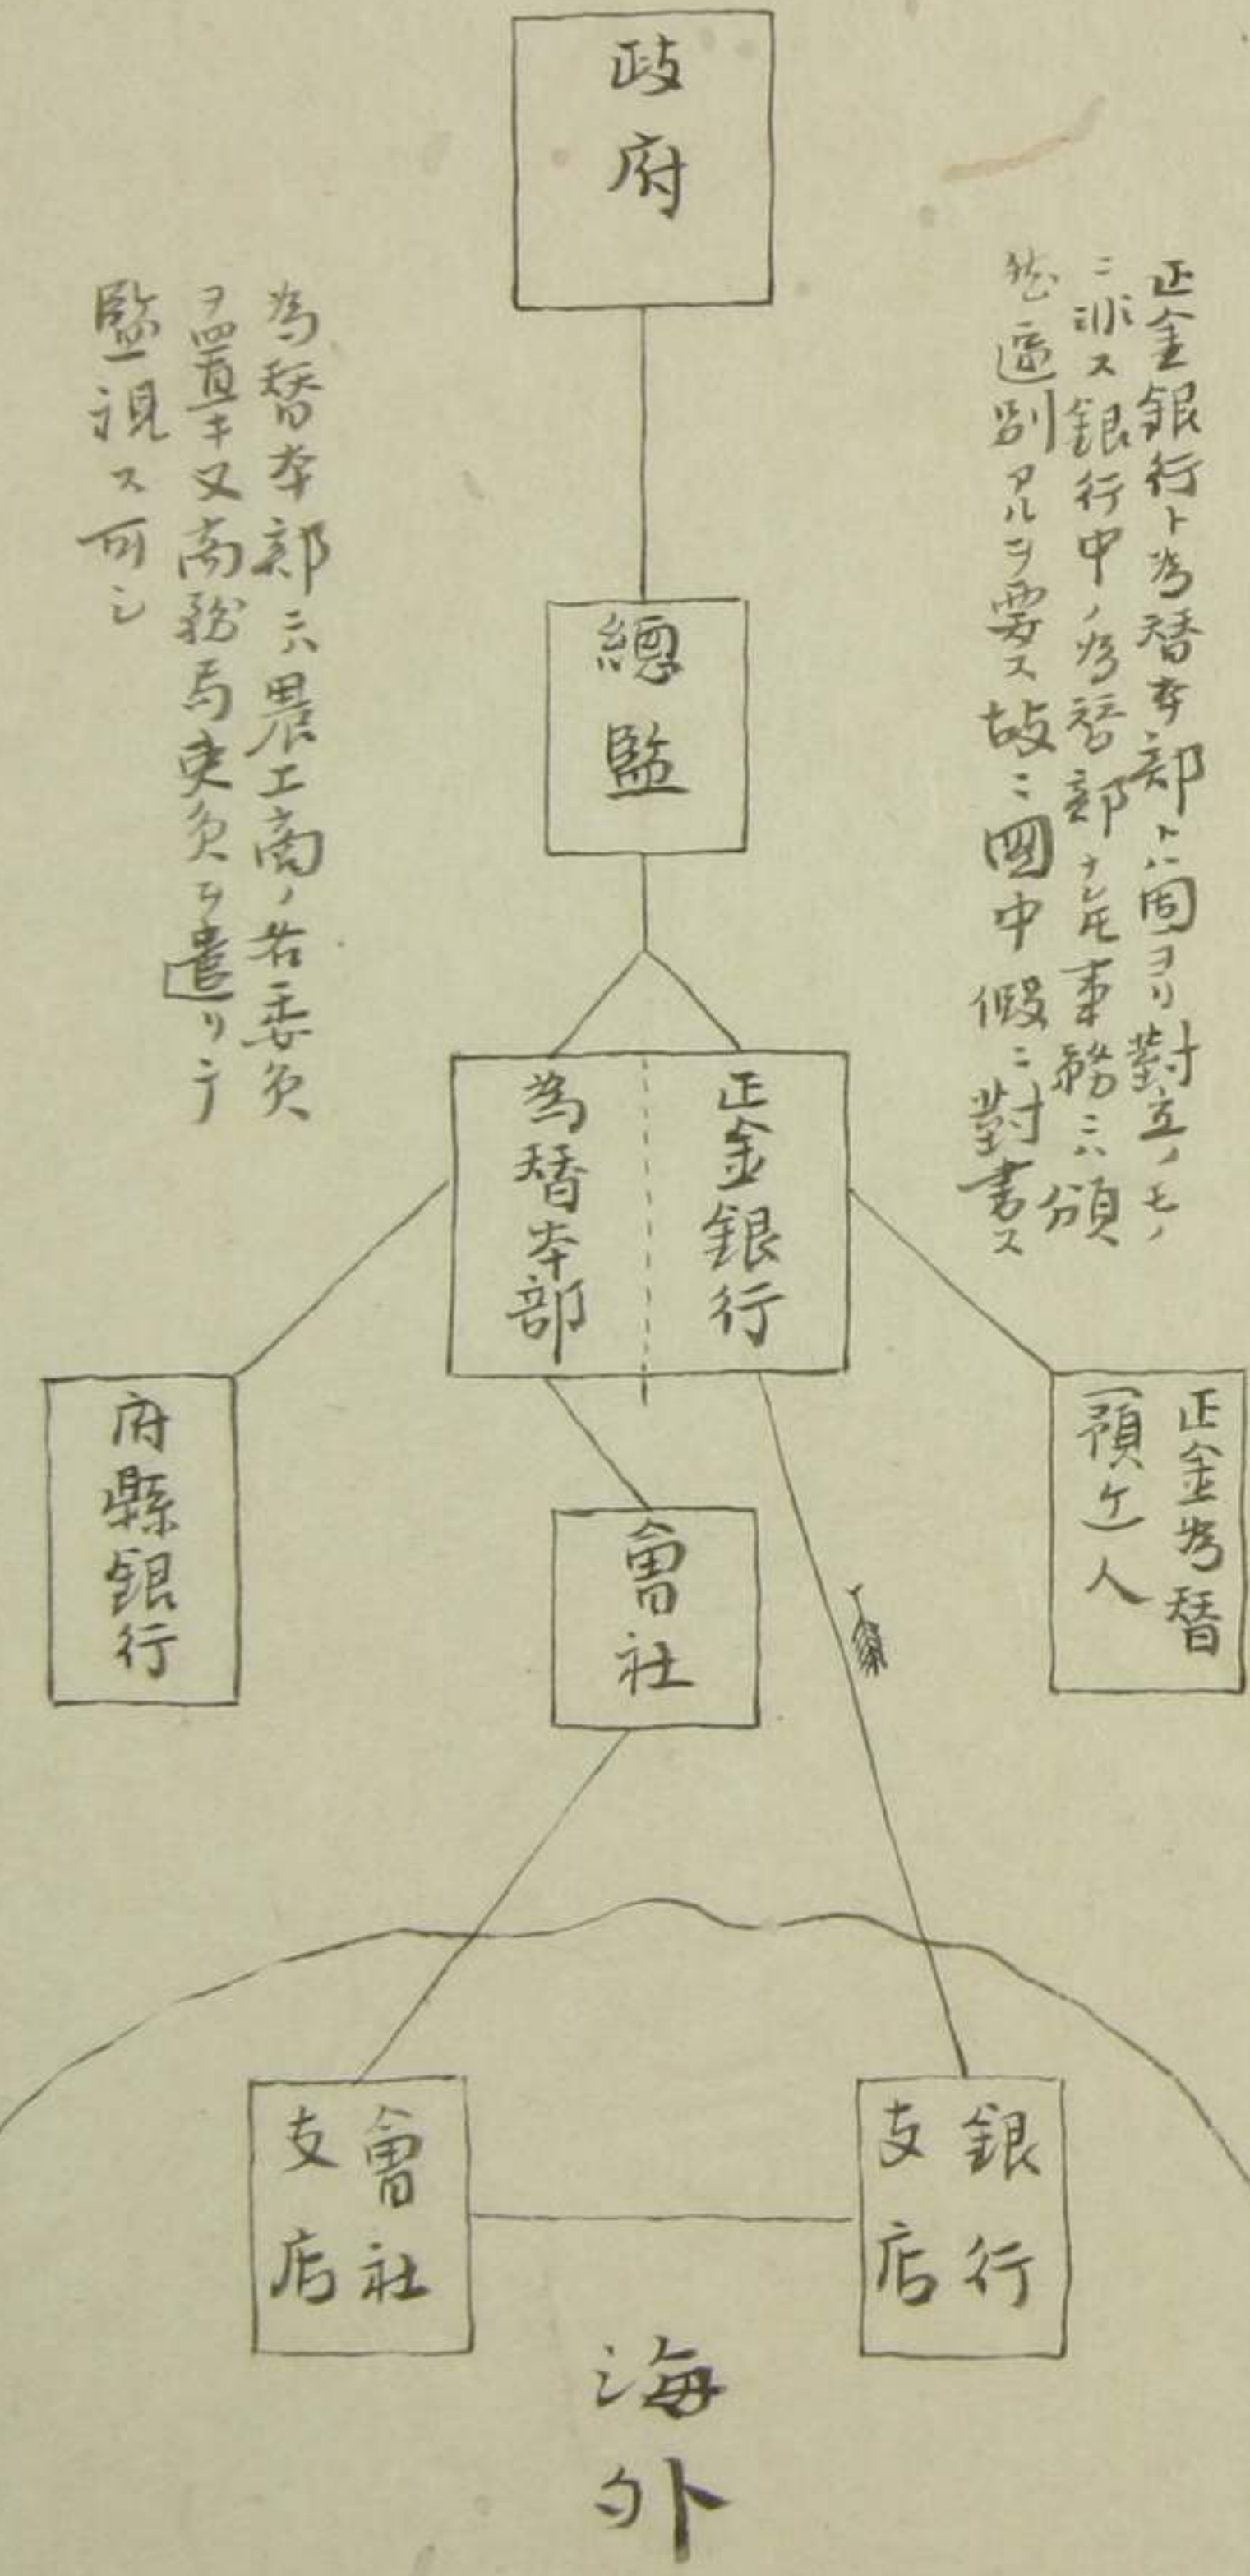 政府
正金銀行ト為替本部トハ固ヨリ對立ノモノ
ニ非ス銀行中ノ為替部ナレ𪜈事務ニハ頗
ル區別アルヲ要ス故ニ圖中假ニ對書ス
總監
為替本部ニハ農工商ノ若委員
ヲ置キ又商務局吏員ヲ遣リテ
監視ス可シ
正金銀行
為替本部
正金為替
(預ケ)人
會社
府縣銀行
銀行
支店
會社
支店
海外